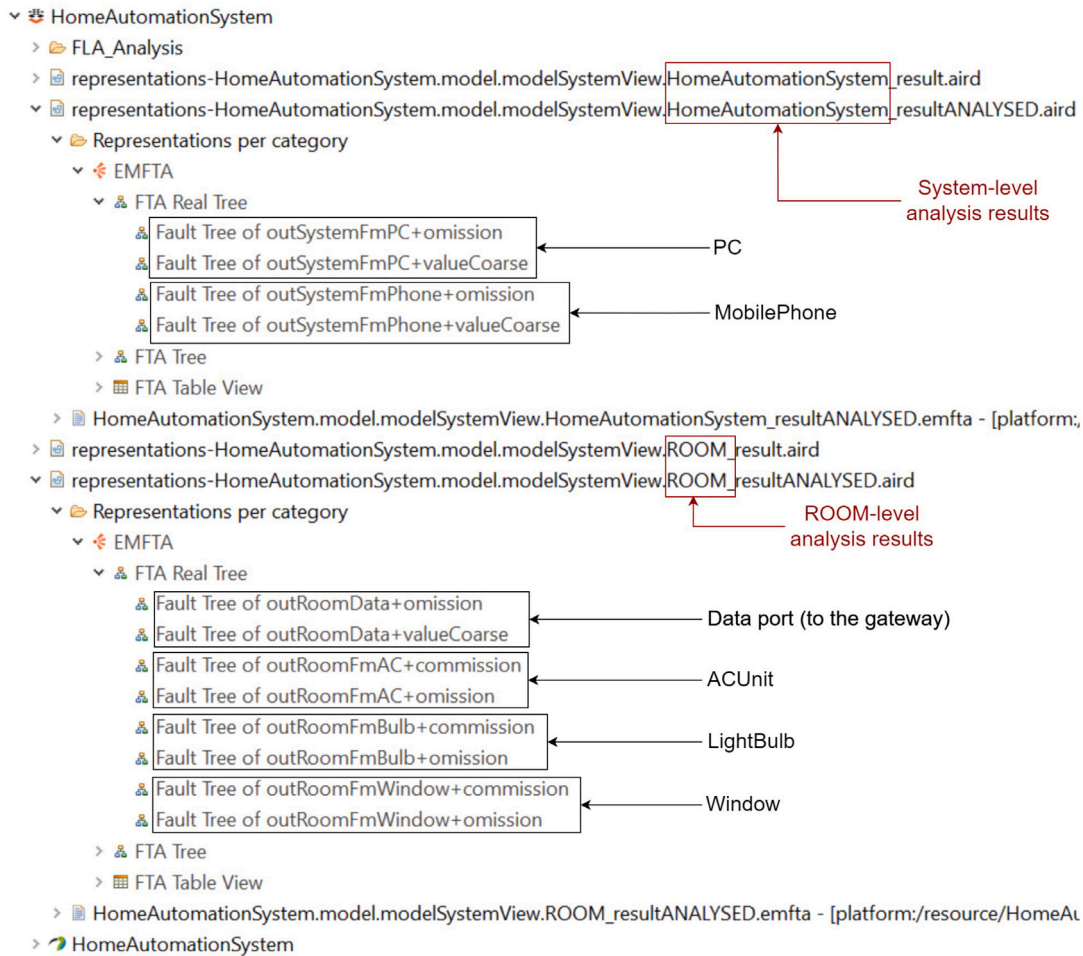 HomeAutomationSystem
FLA_Analysis
representations-HomeAutomationSystem.model.modelSystemView.HomeAutomationSystem_result.aird
representations-HomeAutomationSystem.model.modelSystemView.HomeAutomationSystem_resultANALYSED.aird
Representations per category
EMFTA
System-level
analysis results
FTA Real Tree
Fault Tree of outSystemFmPC+omission
PC
Fault Tree of outSystemFmPC+valueCoarse
Fault Tree of outSystemFmPhone+omission
MobilePhone
Fault Tree of outSystemFmPhone+valueCoarse
FTA Tree
FTA Table View
HomeAutomationSystem.model.modelSystemView.HomeAutomationSystem_resultANALYSED.emfta - [platform:,
representations-HomeAutomationSystem.model.modelSystemView.ROOM_result.aird
representations-HomeAutomationSystem.model.modelSystemView.ROOM_resultANALYSED.aird
Representations per category
ROOM-level
analysis results
EMFTA
FTA Real Tree
Fault Tree of outRoomData+omission
Data port (to the gateway)
Fault Tree of outRoomData+valueCoarse
Fault Tree of outRoomFmAC+commission
ACUnit
Fault Tree of outRoomFmAC+omission
Fault Tree of outRoomFmBulb+commission
LightBulb
Fault Tree of outRoomFmBulb+omission
Fault Tree of outRoomFmWindow+commission
Window
Fault Tree of outRoomFmWindow+omission
FTA Tree
FTA Table View
HomeAutomationSystem.model.modelSystemView.ROOM_resultANALYSED.emfta - [platform:/resource/HomeAu
HomeAutomationSystem